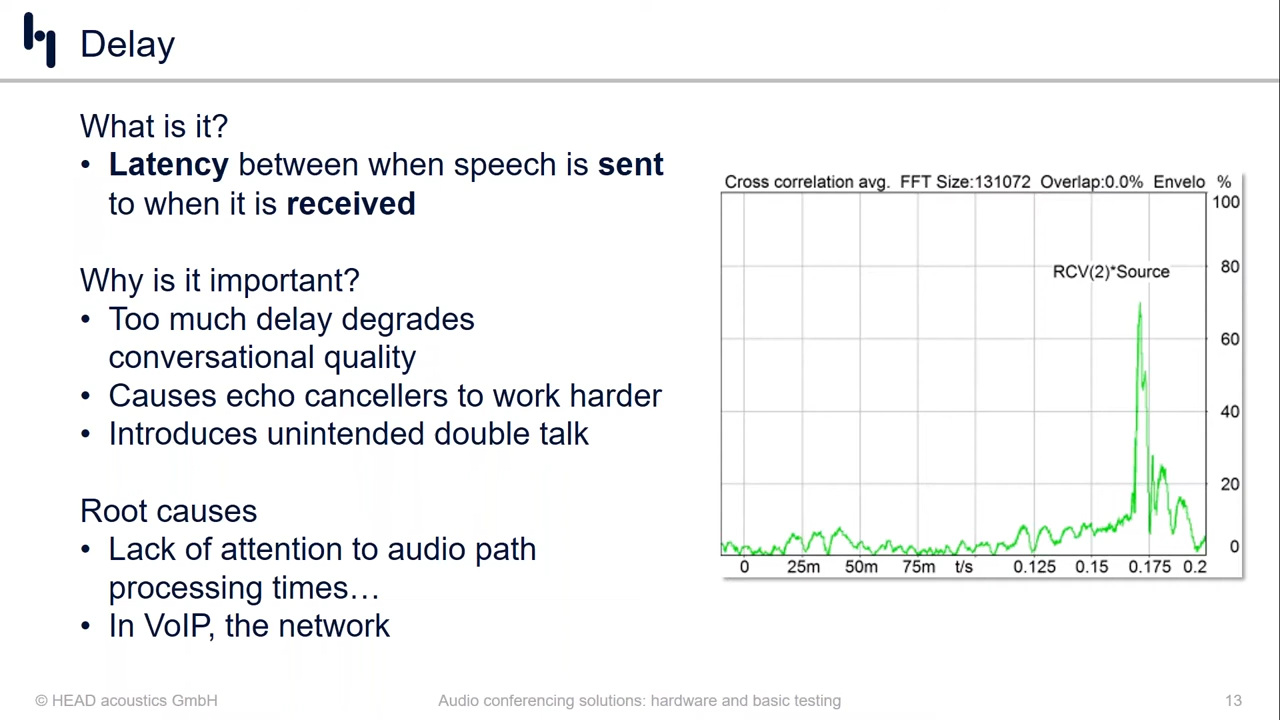 Delay
What is it?
• Latency between when speech is sent
to when it is received
Why is it important?
• Too much delay degrades
conversational quality
• Causes echo cancellers to work harder
• Introduces unintended double talk
Root causes
• Lack of attention to audio path
processing times…
• In VoIP, the network
Cross correlation avg. FFT Size:131072 Overlap:0.0% Envelo %
100
RCV(2)*Source
80
60
40
20
0
0 25m 50m 75m t/s 0.125 0.15 0.175 0.2
© HEAD acoustics GmbH
Audio conferencing solutions: hardware and basic testing
13